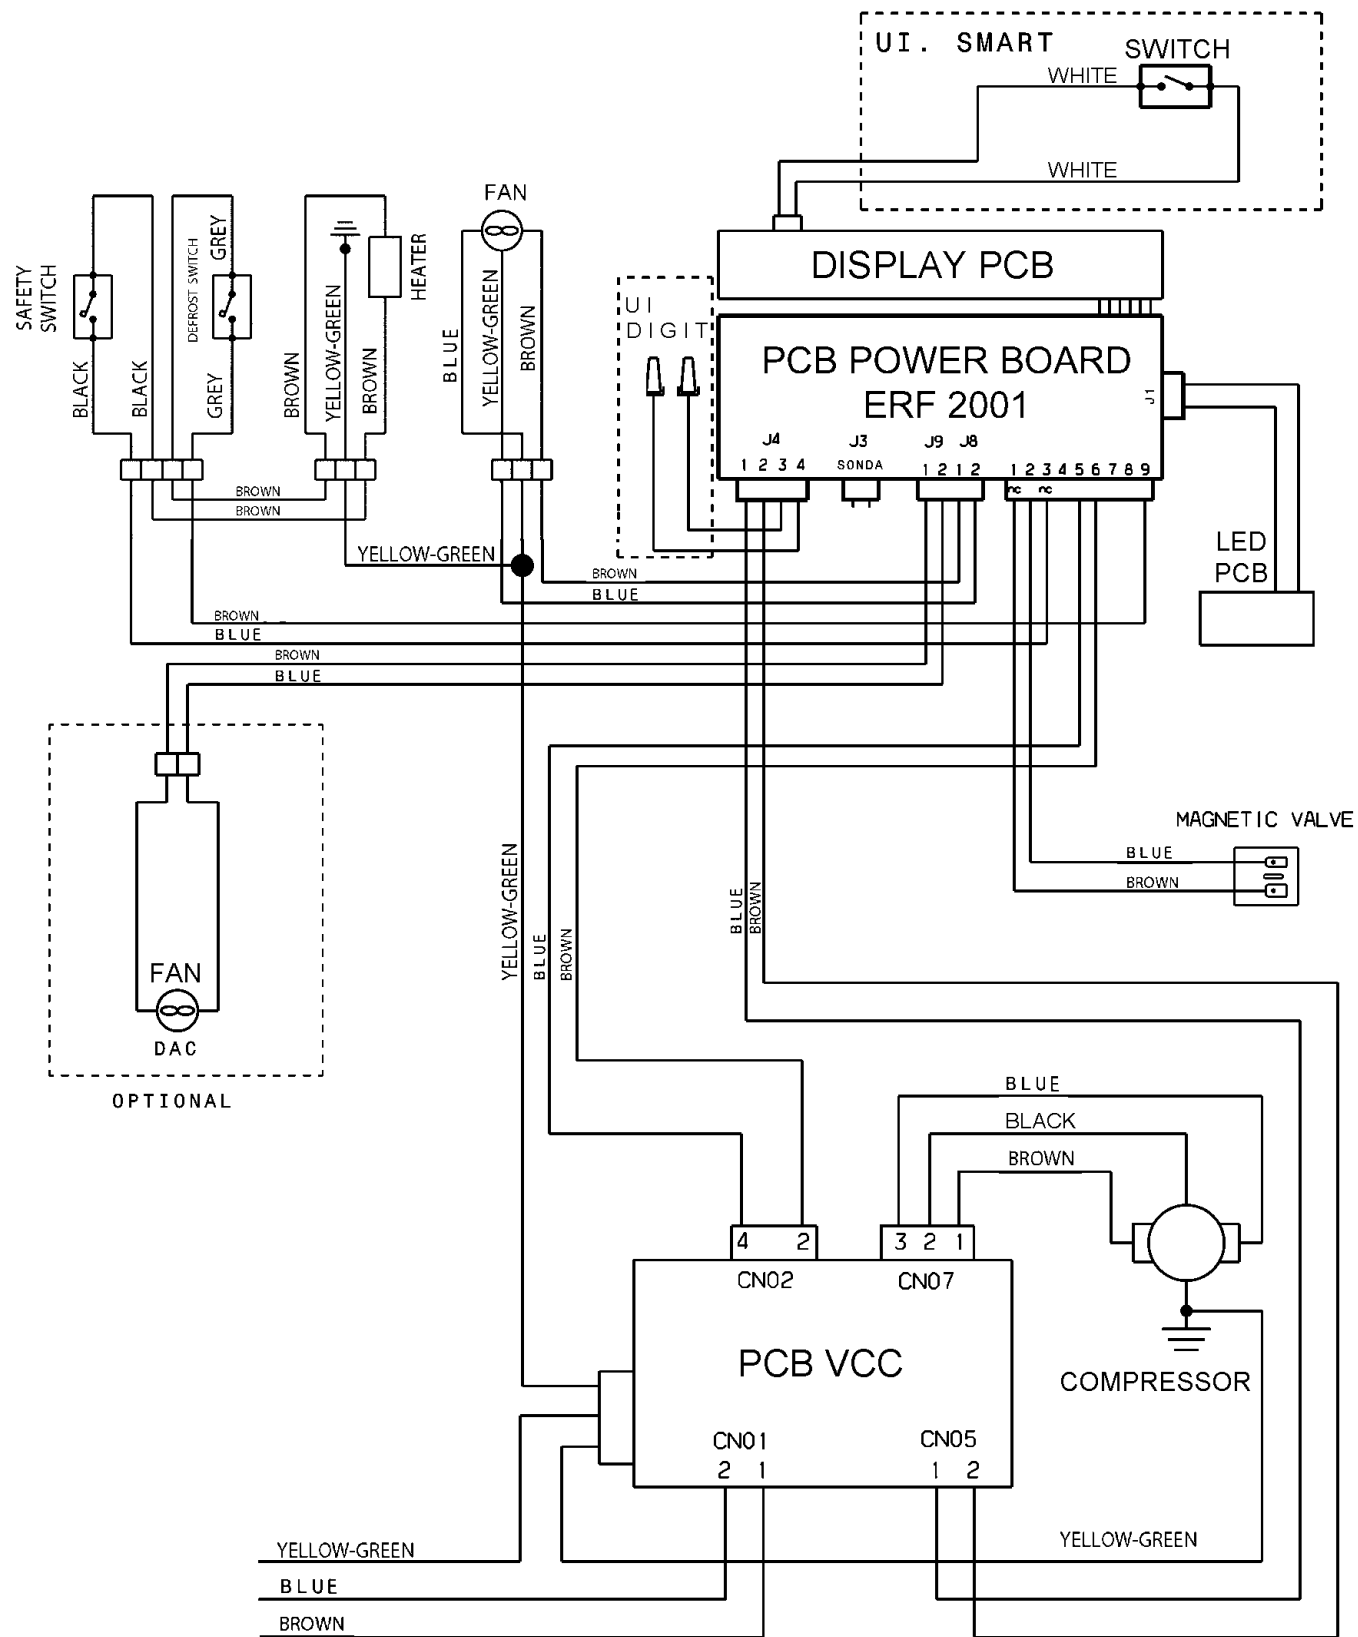 UI. SMART
SWITCH
WHITE
WHITE
FAN
DISPLAY PCB
SAFETY
SWITCH
BLACK
BLACK
DEFROST SWITCH
GREY
GREY
BROWN
YELLOW-GREEN
BROWN
HEATER
BLUE
YELLOW-GREEN
BROWN
UI
DIGIT
PCB POWER BOARD
ERF 2001
J1
J4
J3
J9 J8
1 2 3 4
SONDA
1 2 1 2
1 2 3 4 5 6 7 8 9
nc nc
BROWN
BROWN
YELLOW-GREEN
LED
PCB
BROWN
BLUE
BROWN
BLUE
BROWN
BLUE
MAGNETIC VALVE
BLUE
BROWN
YELLOW-GREEN
BLUE
BROWN
BLUE
BROWN
FAN
DAC
OPTIONAL
BLUE
BLACK
BROWN
4 2
3 2 1
CN02
CN07
PCB VCC
COMPRESSOR
CN01
CN05
2 1
1 2
YELLOW-GREEN
YELLOW-GREEN
BLUE
BROWN